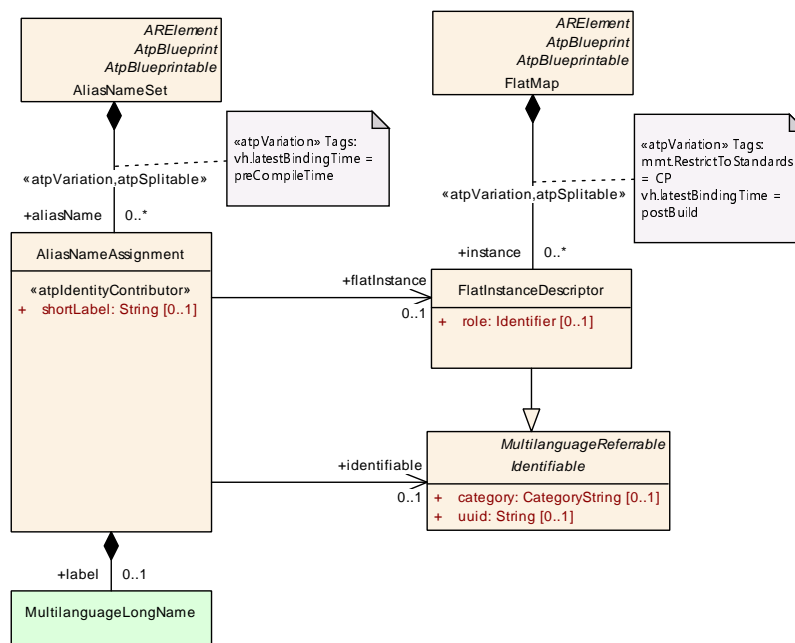 ARElement
AtpBlueprint
AtpBlueprintable
AliasNameSet
ARElement
AtpBlueprint
AtpBlueprintable
FlatMap
«atpVariation» Tags:
vh.latestBindingTime =
preCompileTime
«atpVariation» Tags:
mmt.RestrictToStandards
= CP
vh.latestBindingTime =
postBuild
«atpVariation,atpSplitable»
+aliasName 0..*
«atpVariation,atpSplitable»
+instance 0..*
AliasNameAssignment
«atpIdentityContributor»
+ shortLabel: String [0..1]
+flatInstance
0..1
FlatInstanceDescriptor
+ role: Identifier [0..1]
+identifiable
0..1
MultilanguageReferrable
Identifiable
+ category: CategoryString [0..1]
+ uuid: String [0..1]
+label 0..1
MultilanguageLongName